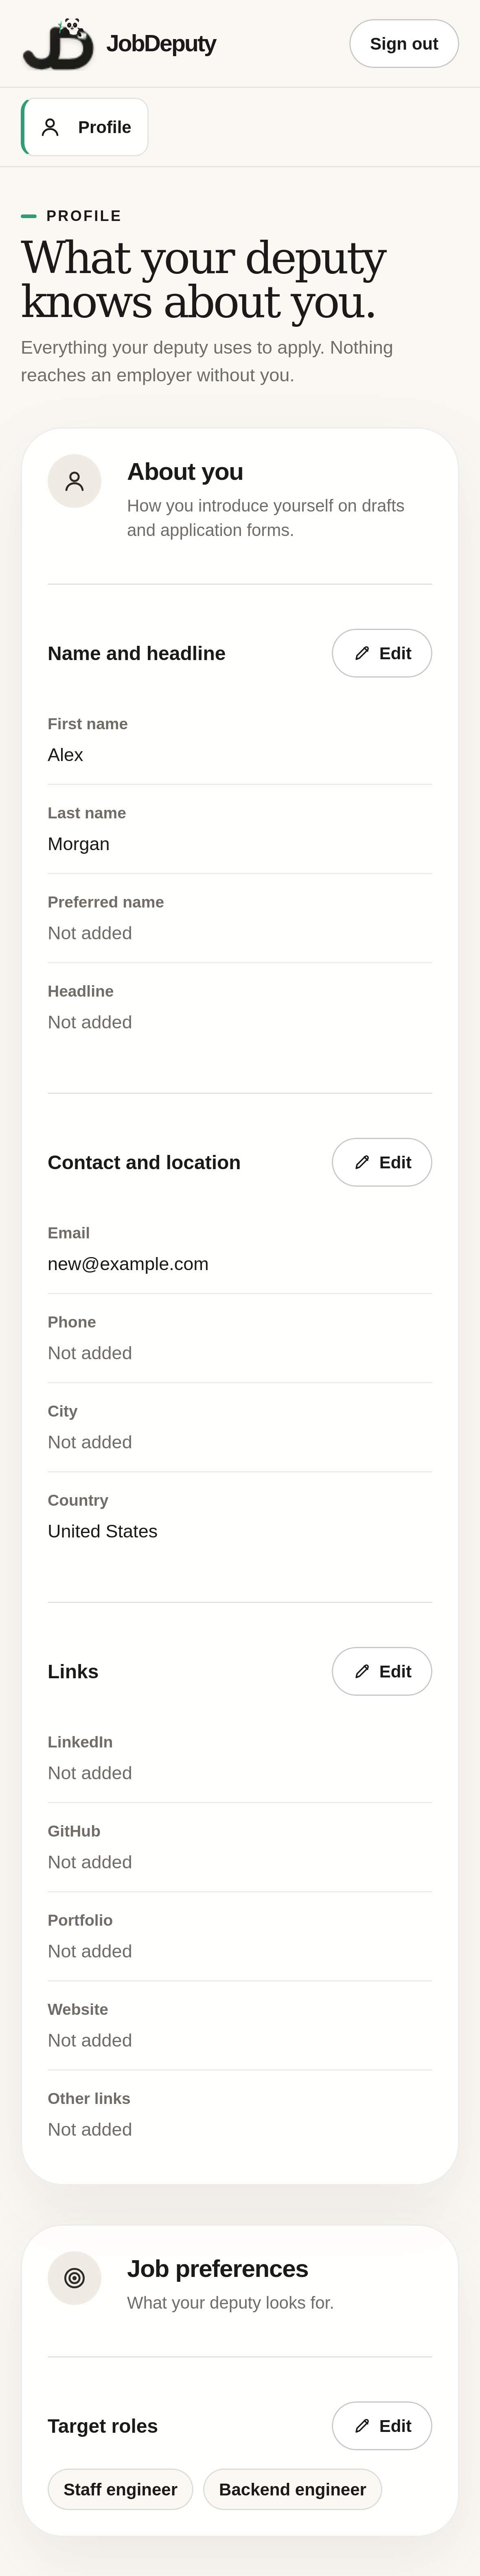 JobDeputy
Sign out
Profile
PROFILE
What your deputy
knows about you.
Everything your deputy uses to apply. Nothing
reaches an employer without you.
About you
How you introduce yourself on drafts
and application forms.
Name and headline
Edit
First name
Alex
Last name
Morgan
Preferred name
Not added
Headline
Not added
Contact and location
Edit
Email
new@example.com
Phone
Not added
City
Not added
Country
United States
Links
Edit
LinkedIn
Not added
GitHub
Not added
Portfolio
Not added
Website
Not added
Other links
Not added
Job preferences
What your deputy looks for.
Target roles
Edit
Staff engineer
Backend engineer